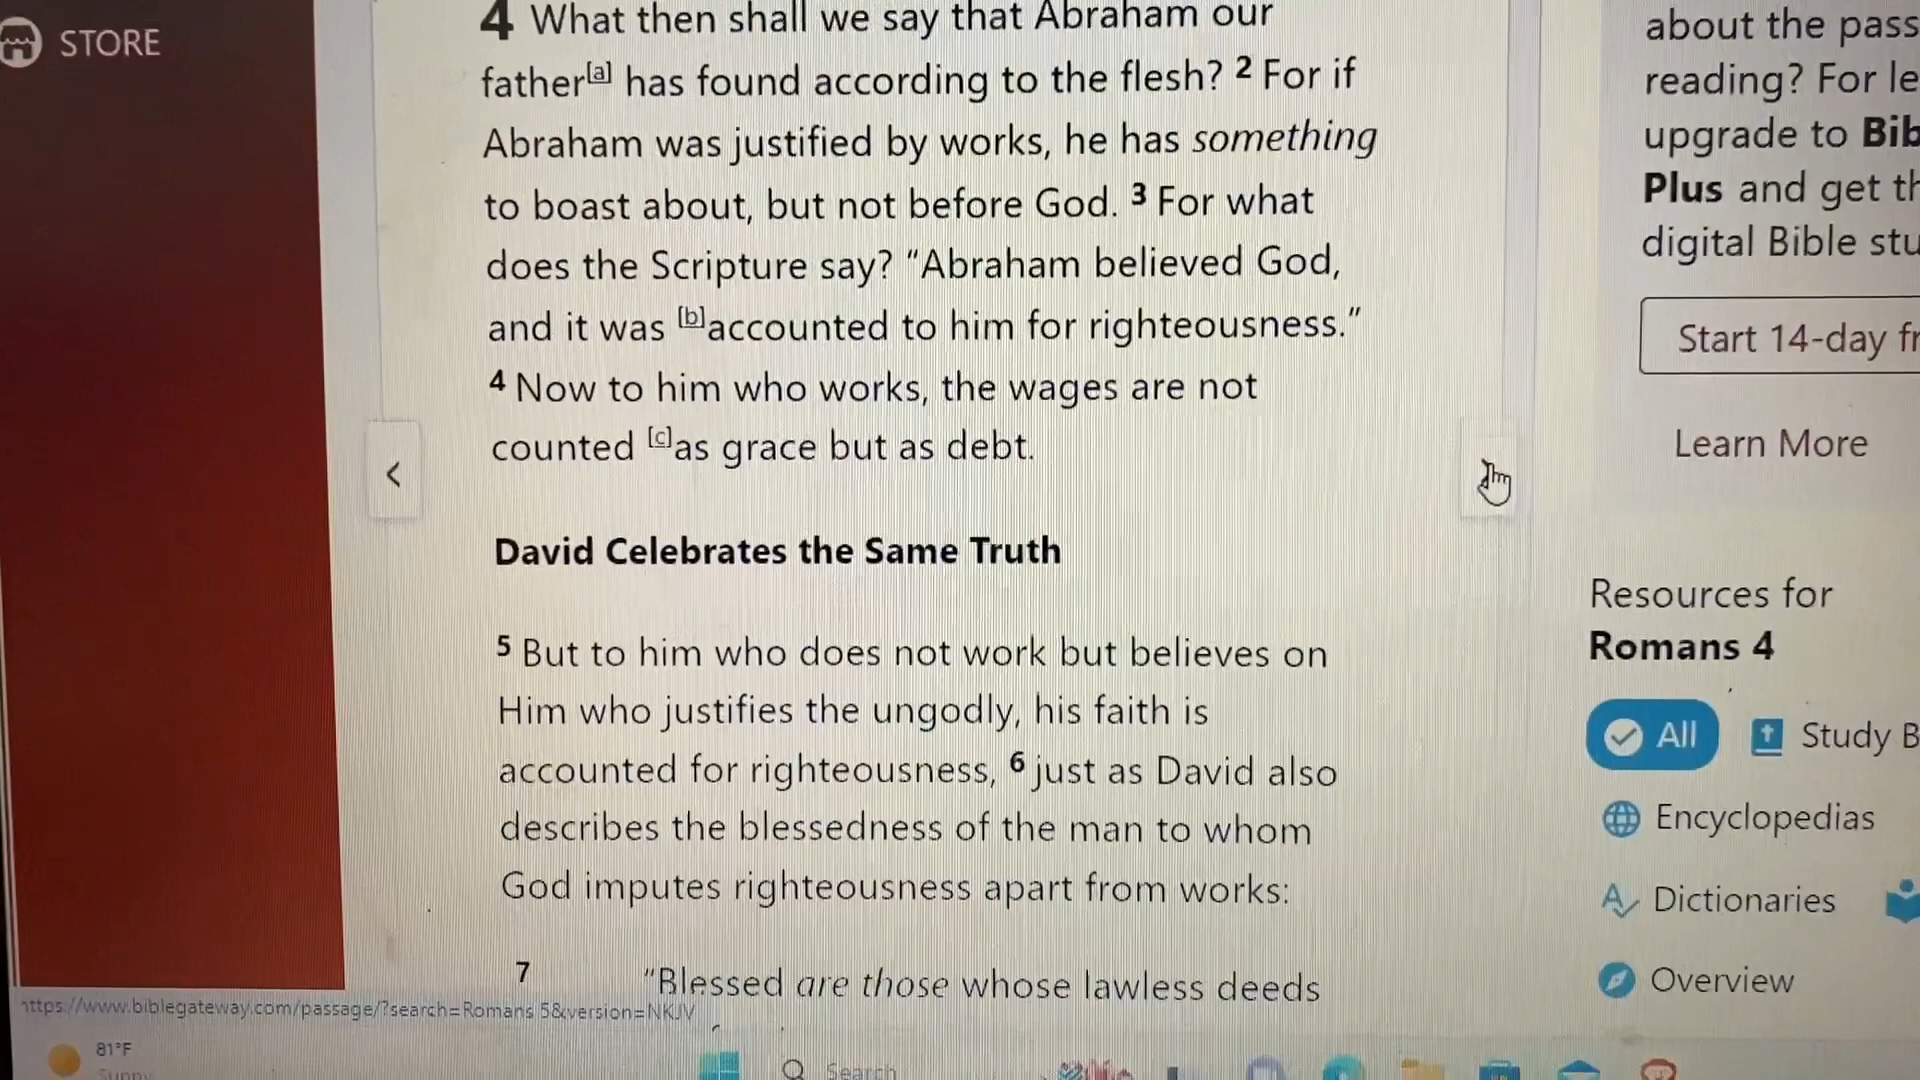 STORE
4 What then shall we say that Abraham our
father[a] has found according to the flesh? 2 For if
Abraham was justified by works, he has something
to boast about, but not before God. 3 For what
does the Scripture say? "Abraham believed God,
and it was [b]accounted to him for righteousness."
4 Now to him who works, the wages are not
counted [c]as grace but as debt.
David Celebrates the Same Truth
5 But to him who does not work but believes on
Him who justifies the ungodly, his faith is
accounted for righteousness, 6 just as David also
describes the blessedness of the man to whom
God imputes righteousness apart from works:
7 "Blessed are those whose lawless deeds
about the pass
reading? For le
upgrade to Bib
Plus and get th
digital Bible stu
Start 14-day fr
Learn More
Resources for
Romans 4
All Study B
Encyclopedias
Dictionaries
Overview
https://www.biblegateway.com/passage/?search=Romans 5&version=NKJV
81°F
Sunny
Search